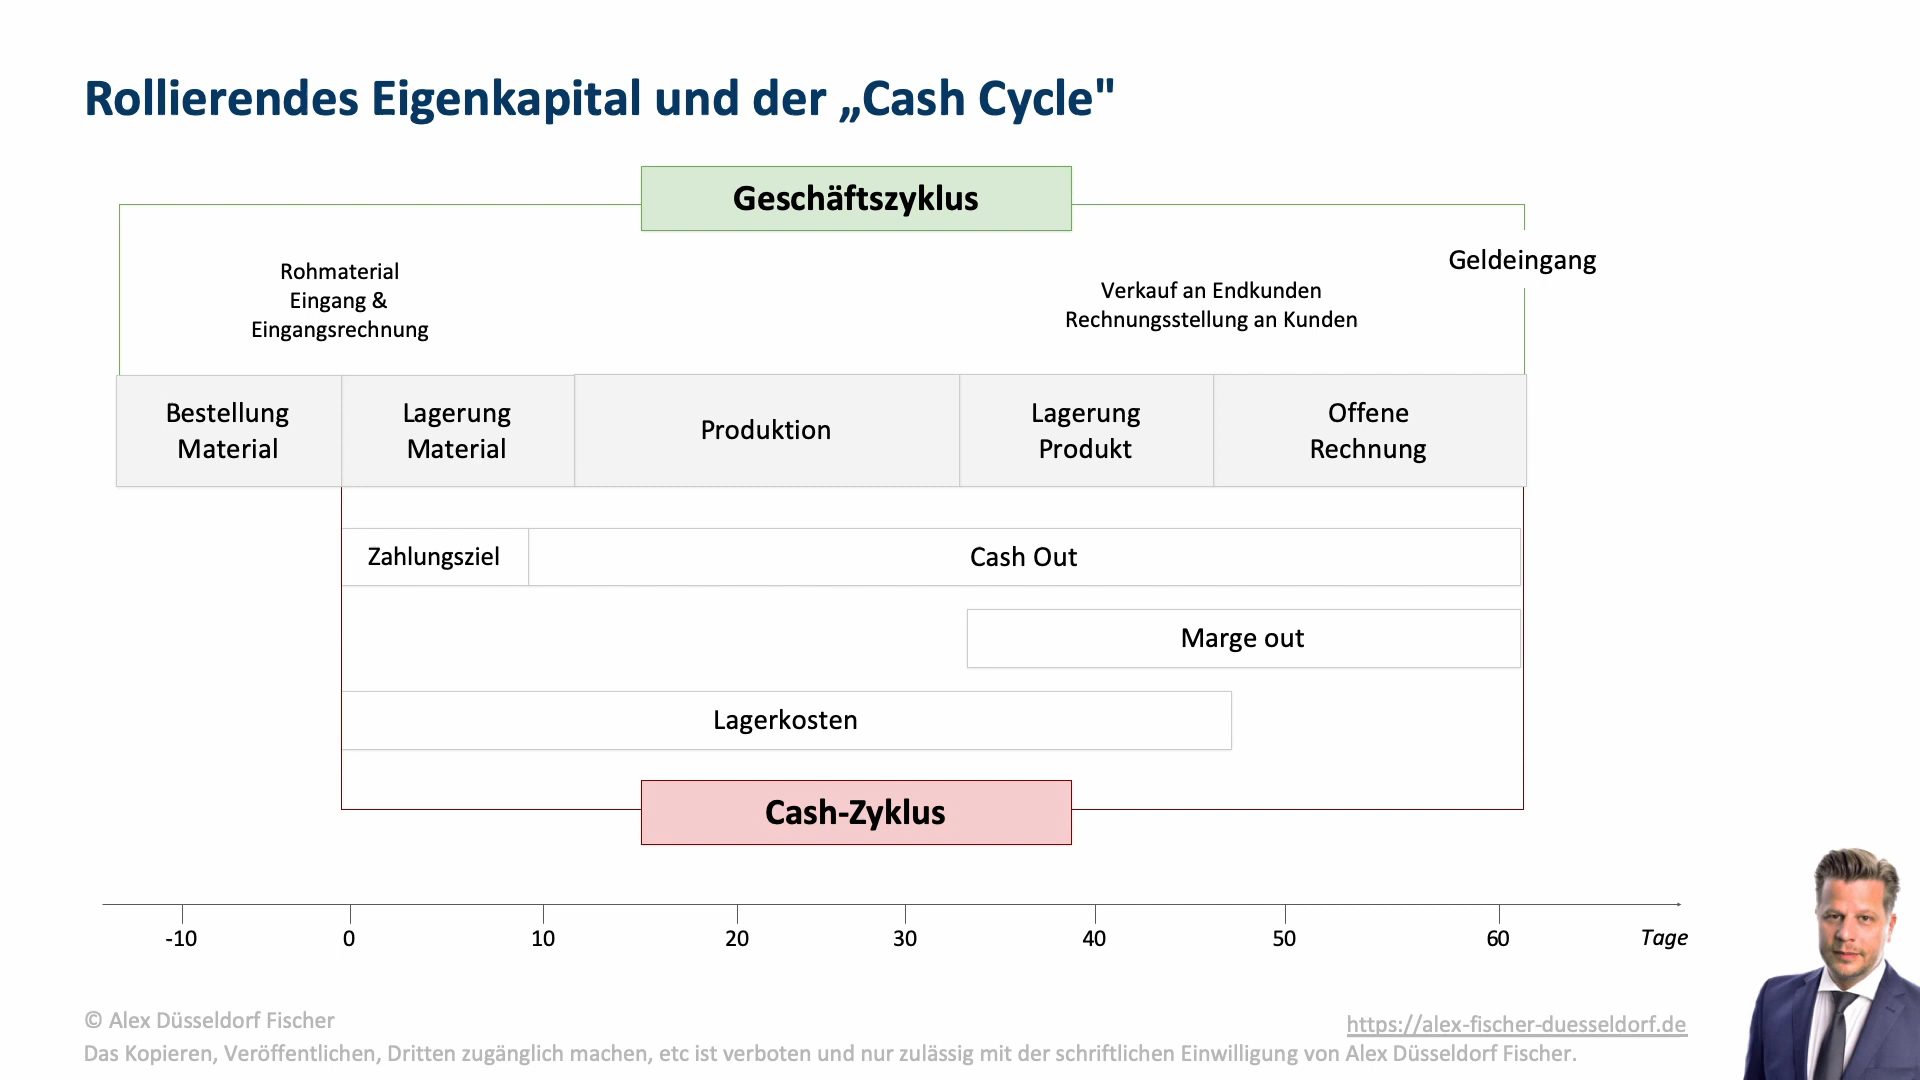 Rollierendes Eigenkapital und der „Cash Cycle"
Geschäftszyklus
Geldeingang
Rohmaterial
Eingang &
Eingangsrechnung
Verkauf an Endkunden
Rechnungsstellung an Kunden
Bestellung
Material
Lagerung
Material
Produktion
Lagerung
Produkt
Offene
Rechnung
Zahlungsziel
Cash Out
Marge out
Lagerkosten
Cash-Zyklus
-10 0 10 20 30 40 50 60 Tage
© Alex Düsseldorf Fischer
https://alex-fischer-duesseldorf.de
Das Kopieren, Veröffentlichen, Dritten zugänglich machen, etc ist verboten und nur zulässig mit der schriftlichen Einwilligung von Alex Düsseldorf Fischer.